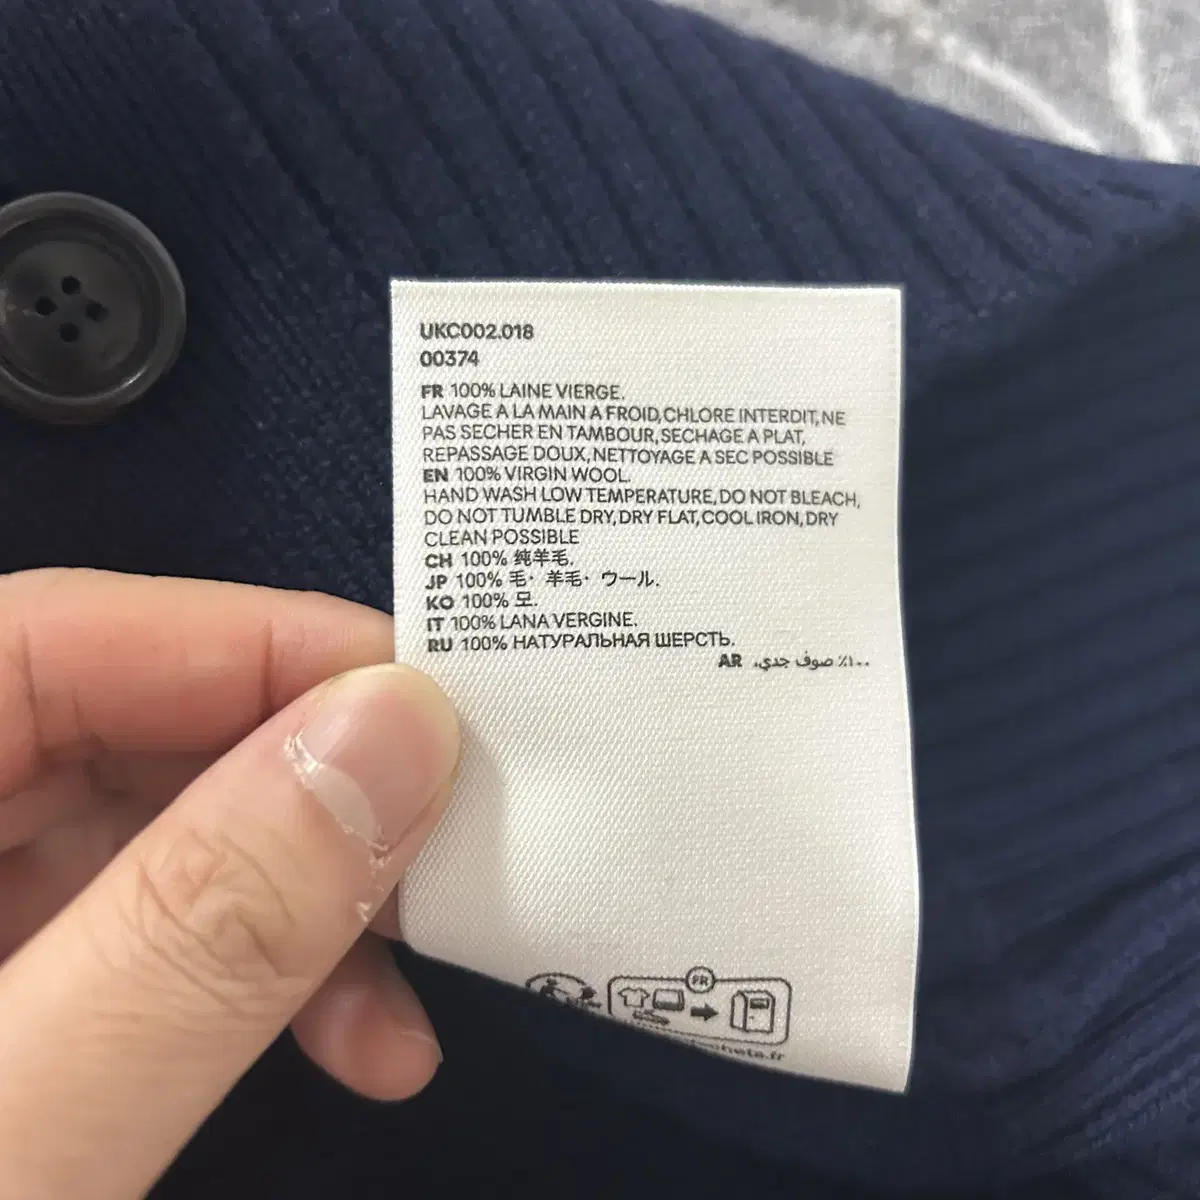 UKC002.018
00374
FR 100% LAINE VIERGE.
LAVAGE A LA MAIN A FROID, CHLORE INTERDIT, NE
PAS SECHER EN TAMBOUR, SECHAGE A PLAT,
REPASSAGE DOUX, NETTOYAGE A SEC POSSIBLE
EN 100% VIRGIN WOOL.
HAND WASH LOW TEMPERATURE, DO NOT BLEACH,
DO NOT TUMBLE DRY, DRY FLAT, COOL IRON, DRY
CLEAN POSSIBLE
CH 100% 纯羊毛.
JP 100% 毛・羊毛・ウール.
KO 100% 모.
IT 100% LANA VERGINE.
RU 100% НАТУРАЛЬНАЯ ШЕРСТЬ.
AR ١٠٠٪ صوف جدي.
FR